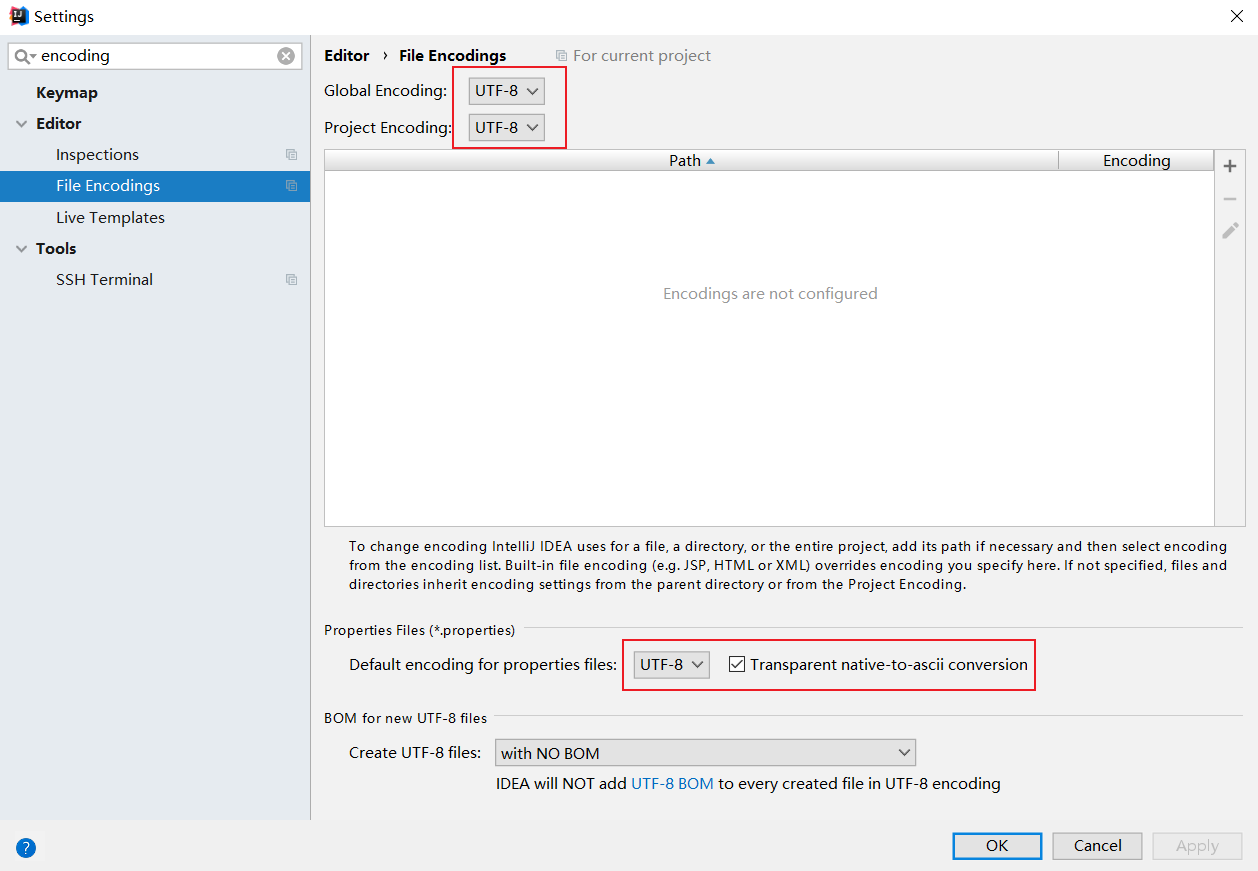 Settings
encoding
Keymap
Editor
Inspections
File Encodings
Live Templates
Tools
SSH Terminal
Editor › File Encodings For current project
Global Encoding: UTF-8
Project Encoding: UTF-8
Path Encoding
Encodings are not configured
To change encoding IntelliJ IDEA uses for a file, a directory, or the entire project, add its path if necessary and then select encoding
from the encoding list. Built-in file encoding (e.g. JSP, HTML or XML) overrides encoding you specify here. If not specified, files and
directories inherit encoding settings from the parent directory or from the Project Encoding.
Properties Files (*.properties)
Default encoding for properties files: UTF-8 Transparent native-to-ascii conversion
BOM for new UTF-8 files
Create UTF-8 files: with NO BOM
IDEA will NOT add UTF-8 BOM to every created file in UTF-8 encoding
? OK Cancel Apply